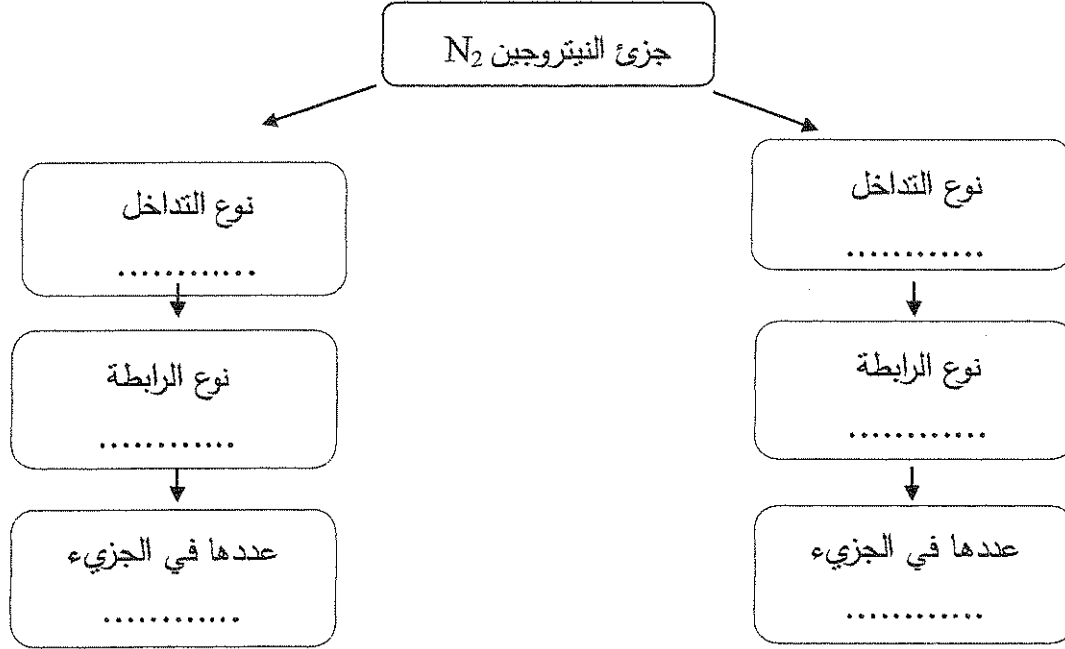 جزئ النيتروجين N₂
نوع التداخل
............
نوع الرابطة
............
عددها في الجزيء
............
نوع التداخل
............
نوع الرابطة
............
عددها في الجزيء
............